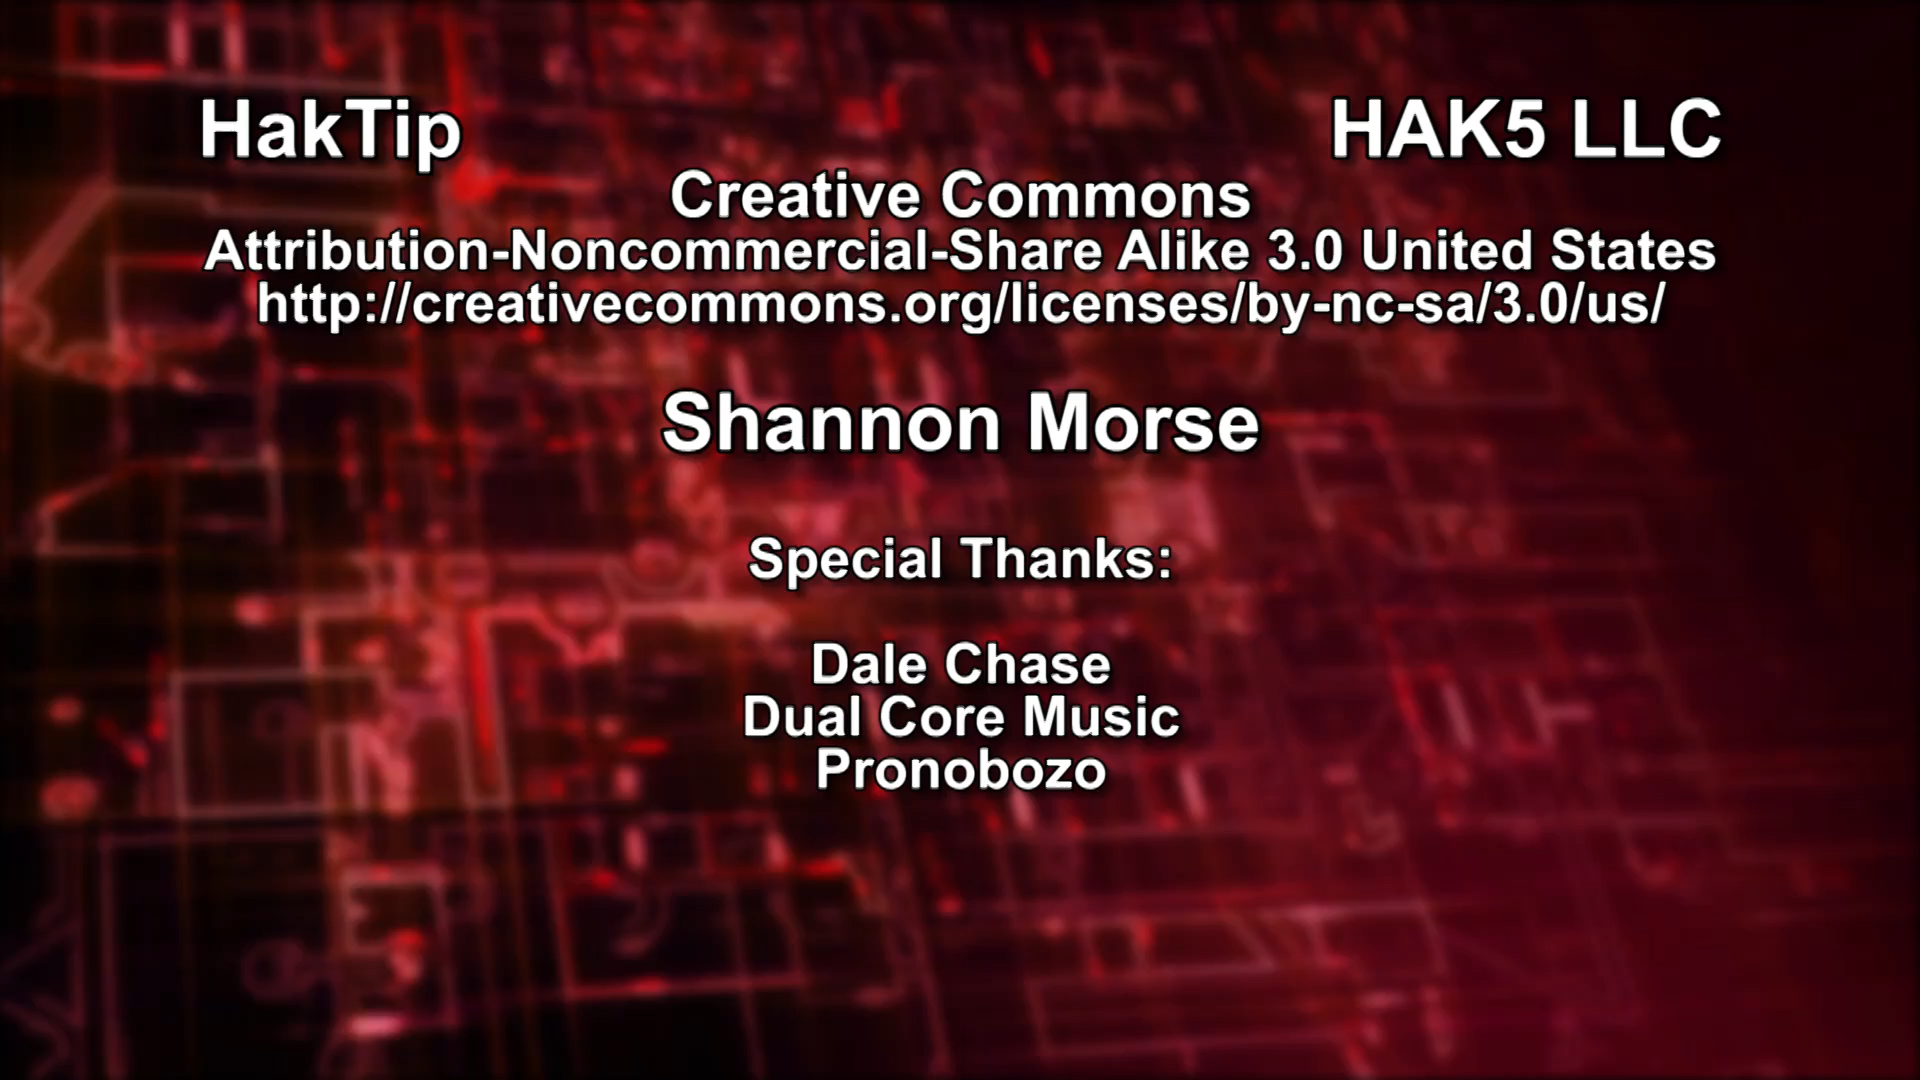 HakTip HAK5 LLC
Creative Commons
Attribution-Noncommercial-Share Alike 3.0 United States
http://creativecommons.org/licenses/by-nc-sa/3.0/us/
Shannon Morse
Special Thanks:
Dale Chase
Dual Core Music
Pronobozo